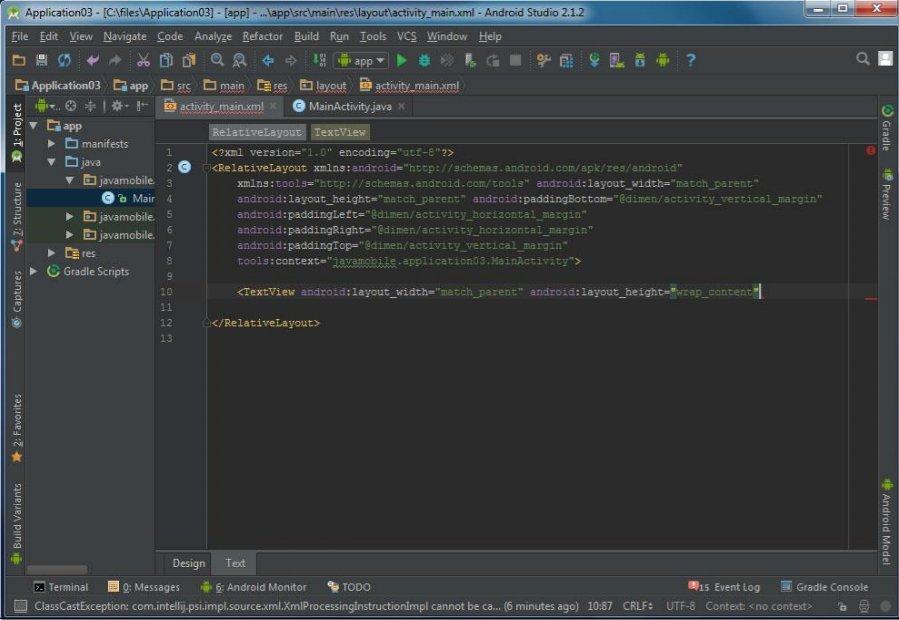 Application03 - [C:\files\Application03] - [app] - ...\app\src\main\res\layout\activity_main.xml - Android Studio 2.1.2
File Edit View Navigate Code Analyze Refactor Build Run Tools VCS Window Help
app
Application03 app src main res layout activity_main.xml
activity_main.xml MainActivity.java
1: Project
7: Structure
Captures
2: Favorites
Build Variants
app
manifests
java
javamobile.
Main
javamobile.
javamobile.
res
Gradle Scripts
RelativeLayout TextView
1 <?xml version="1.0" encoding="utf-8"?>
2 <RelativeLayout xmlns:android="http://schemas.android.com/apk/res/android"
3 xmlns:tools="http://schemas.android.com/tools" android:layout_width="match_parent"
4 android:layout_height="match_parent" android:paddingBottom="@dimen/activity_vertical_margin"
5 android:paddingLeft="@dimen/activity_horizontal_margin"
6 android:paddingRight="@dimen/activity_horizontal_margin"
7 android:paddingTop="@dimen/activity_vertical_margin"
8 tools:context="javamobile.application03.MainActivity">
9
10 <TextView android:layout_width="match_parent" android:layout_height="wrap_content"
11
12 </RelativeLayout>
13
Gradle
Preview
Android Model
Design Text
Terminal 0: Messages 6: Android Monitor TODO 15 Event Log Gradle Console
ClassCastException: com.intellij.psi.impl.source.xml.XmlProcessingInstructionImpl cannot be ca... (6 minutes ago) 10:87 CRLF UTF-8 Context: <no context>